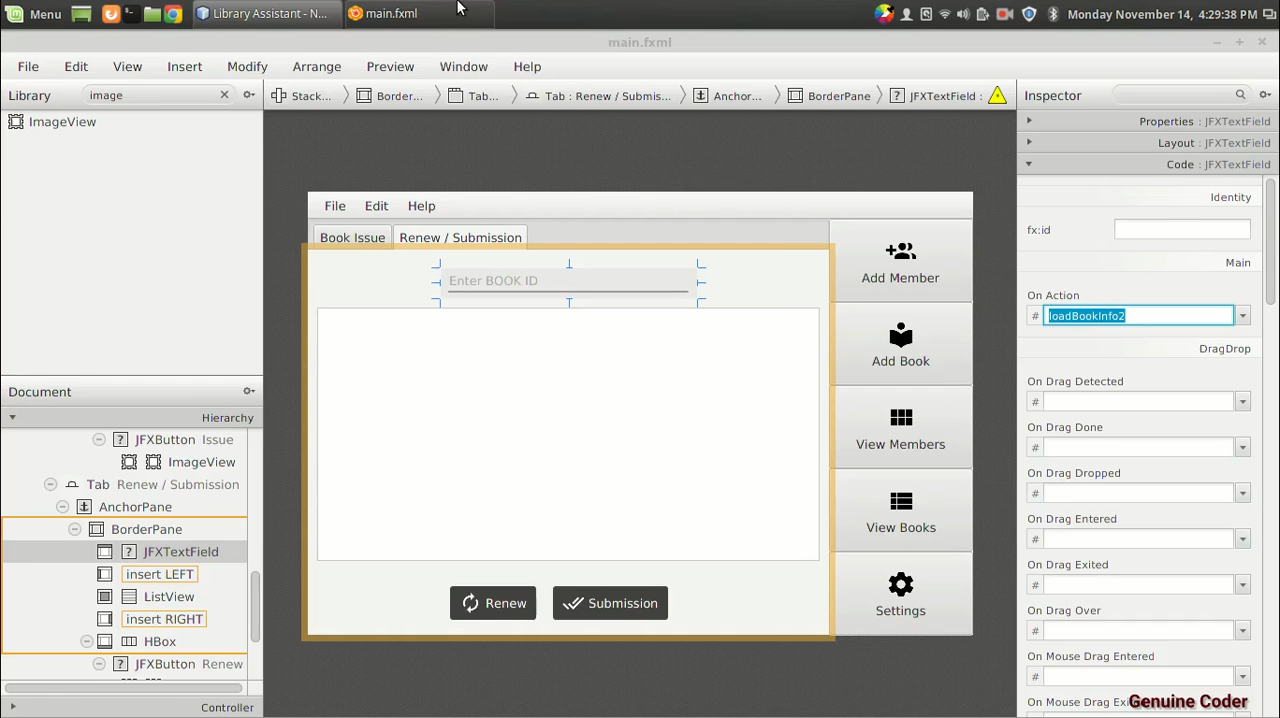 Menu
Library Assistant - N...
main.fxml
Monday November 14, 4:29:38 PM
main.fxml
File Edit View Insert Modify Arrange Preview Window Help
Library
image
Stack...
Border...
Tab...
Tab : Renew / Submis...
Anchor...
BorderPane
? JFXTextField :
Inspector
ImageView
Properties : JFXTextField
Layout : JFXTextField
Code : JFXTextField
Identity
fx:id
Main
On Action
# loadBookInfo2
DragDrop
On Drag Detected
#
On Drag Done
#
On Drag Dropped
#
On Drag Entered
#
On Drag Exited
#
On Drag Over
#
On Mouse Drag Entered
#
On Mouse Drag Exi
File Edit Help
Book Issue
Renew / Submission
Enter BOOK ID
Renew
Submission
Add Member
Add Book
View Members
View Books
Settings
Document
Hierarchy
? JFXButton Issue
ImageView
Tab Renew / Submission
AnchorPane
BorderPane
? JFXTextField
insert LEFT
ListView
insert RIGHT
HBox
? JFXButton Renew
Controller
Genuine Coder